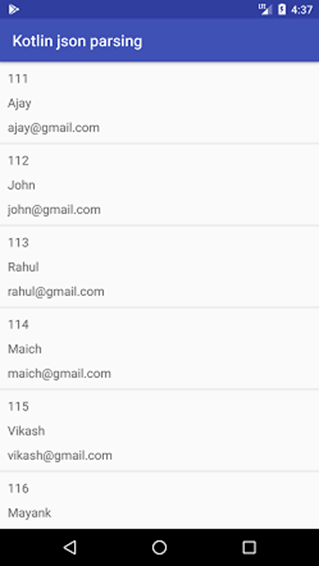 LTE 4:37
Kotlin json parsing
111
Ajay
ajay@gmail.com
112
John
john@gmail.com
113
Rahul
rahul@gmail.com
114
Maich
maich@gmail.com
115
Vikash
vikash@gmail.com
116
Mayank